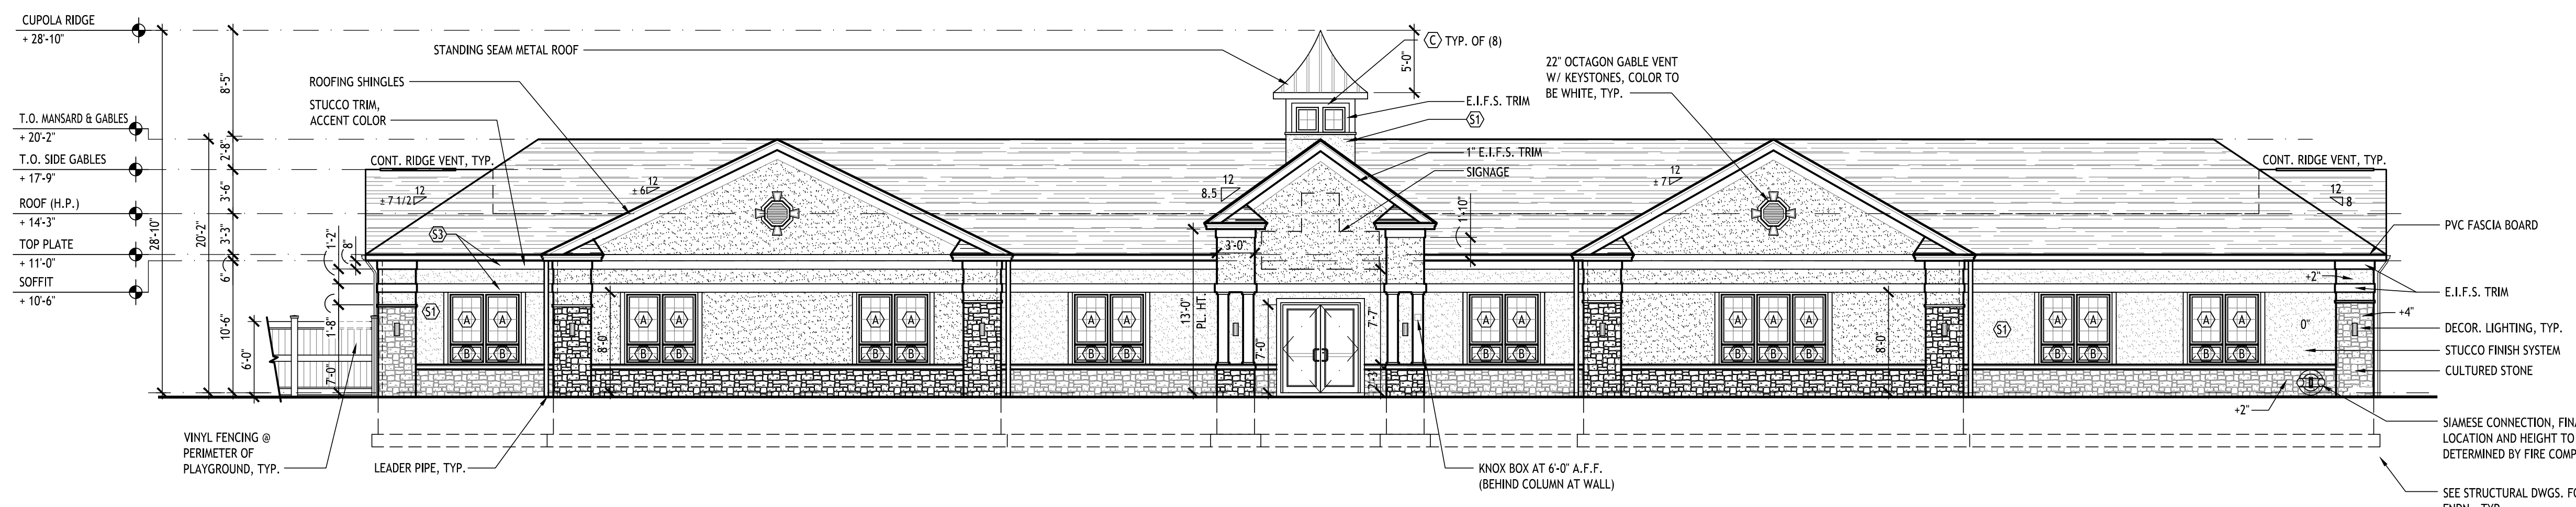 CUPOLA RIDGE
+ 28'-10"
T.O. MANSARD & GABLES
+ 20'-2"
T.O. SIDE GABLES
+ 17'-9"
ROOF (H.P.)
+ 14'-3"
TOP PLATE
+ 11'-0"
SOFFIT
+ 10'-6"
28'-10"
20'-2"
8'-5"
2'-8"
3'-6"
3'-3"
6"
10'-6"
6'-0"
1'-2"
8"
1'-8"
7'-0"
STANDING SEAM METAL ROOF
ROOFING SHINGLES
STUCCO TRIM,
ACCENT COLOR
CONT. RIDGE VENT, TYP.
12
± 7 1/2
S3
S1
12
± 6
8'-0"
C TYP. OF (8)
5'-0"
E.I.F.S. TRIM
S1
1" E.I.F.S. TRIM
SIGNAGE
12
8.5
3'-0"
1'-10"
13'-0"
PL. HT.
7'-0"
7'-7"
2'-3"
22" OCTAGON GABLE VENT
W/ KEYSTONES, COLOR TO
BE WHITE, TYP.
12
± 7
8'-0"
CONT. RIDGE VENT, TYP.
12
8
PVC FASCIA BOARD
+2"
E.I.F.S. TRIM
+4"
0"
S1
DECOR. LIGHTING, TYP.
STUCCO FINISH SYSTEM
CULTURED STONE
+2"
A A A A A A A A A A A A A A A A A
B B B B B B B B B B B B B B B B B
SIAMESE CONNECTION, FINA
LOCATION AND HEIGHT TO
DETERMINED BY FIRE COMP
SEE STRUCTURAL DWGS. FO
VINYL FENCING @
PERIMETER OF
PLAYGROUND, TYP.
LEADER PIPE, TYP.
KNOX BOX AT 6'-0" A.F.F.
(BEHIND COLUMN AT WALL)